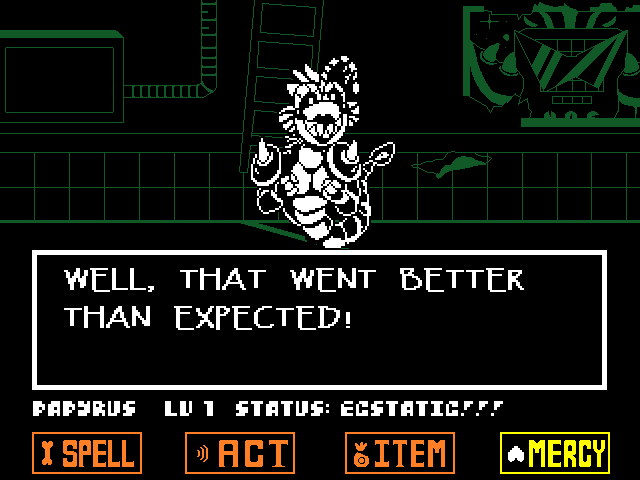 WELL, THAT WENT BETTER
THAN EXPECTED!
PAPYRUS LV 1 STATUS: ECSTATIC!!!
SPELL ACT ITEM MERCY